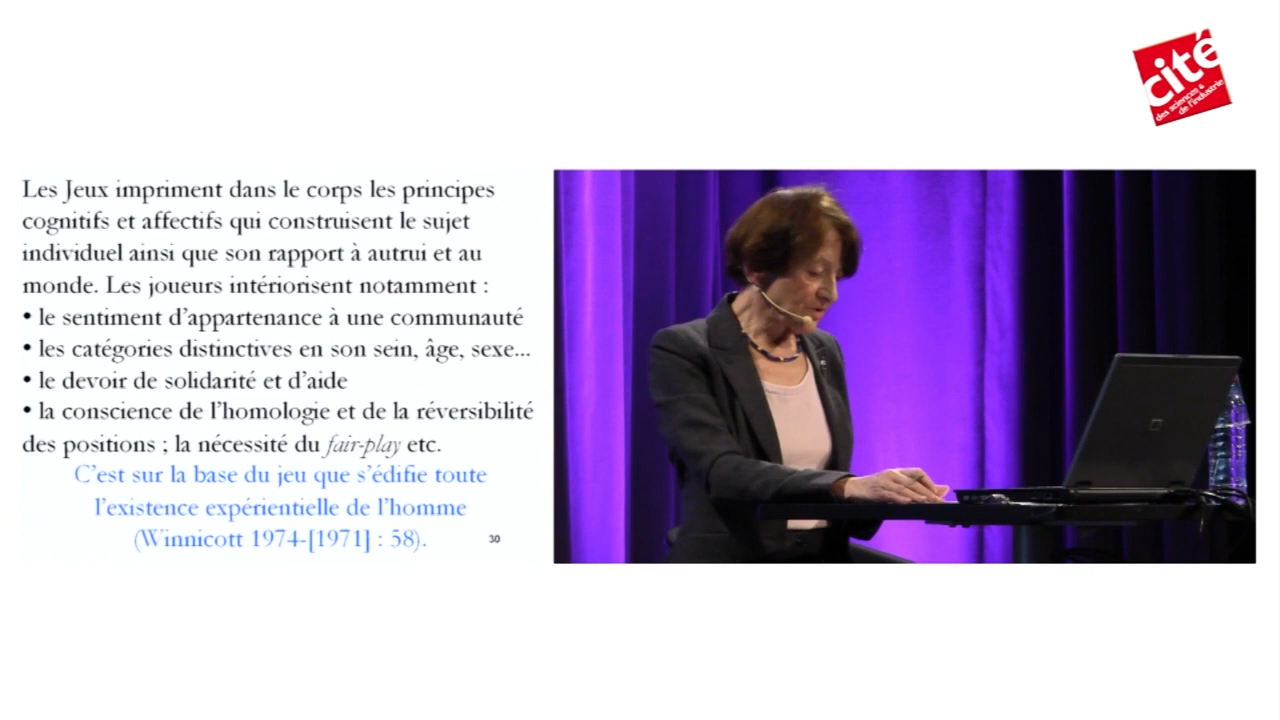 cité
des sciences &
de l'industrie
Les Jeux impriment dans le corps les principes
cognitifs et affectifs qui construisent le sujet
individuel ainsi que son rapport à autrui et au
monde. Les joueurs intériorisent notamment :
• le sentiment d'appartenance à une communauté
• les catégories distinctives en son sein, âge, sexe...
• le devoir de solidarité et d'aide
• la conscience de l'homologie et de la réversibilité
des positions ; la nécessité du fair-play etc.
C'est sur la base du jeu que s'édifie toute
l'existence expérientielle de l'homme
(Winnicott 1974-[1971] : 58).
30